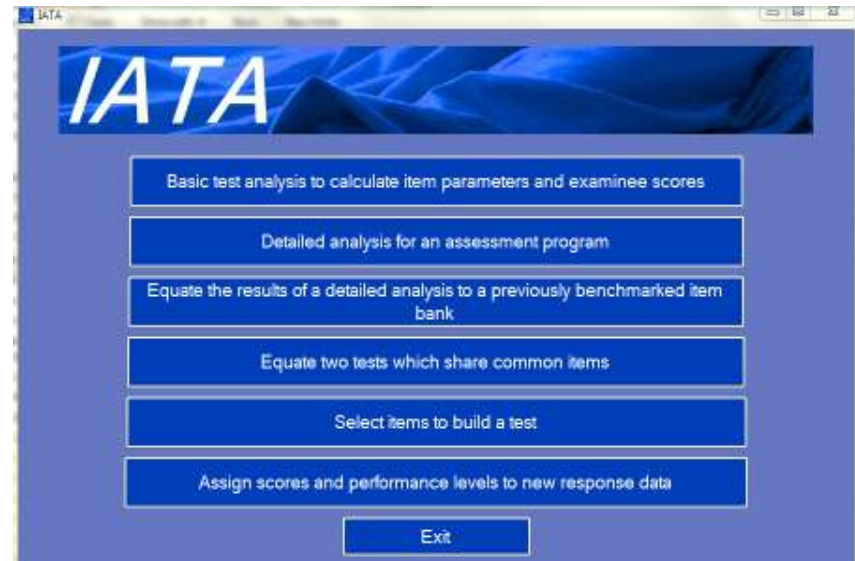 IATA
IATA
Basic test analysis to calculate item parameters and examinee scores
Detailed analysis for an assessment program
Equate the results of a detailed analysis to a previously benchmarked item
bank
Equate two tests which share common items
Select items to build a test
Assign scores and performance levels to new response data
Exit